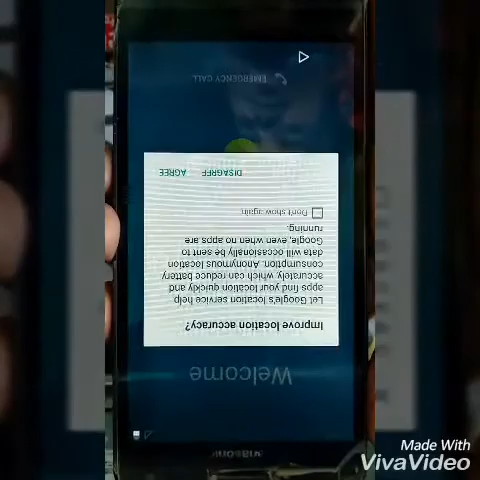 Welcome
Improve location accuracy?
Let Google's location service help
apps find your location quickly and
accurately, which can reduce battery
consumption. Anonymous location
data will occasionally be sent to
Google, even when no apps are
running.
Don't show again.
DISAGREE AGREE
EMERGENCY CALL
Made With
VivaVideo